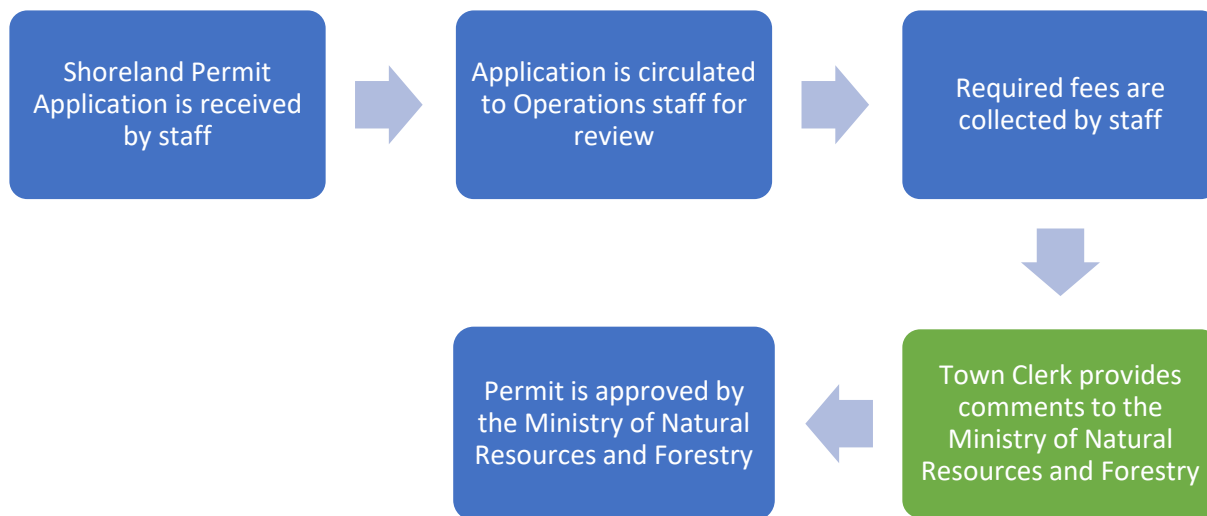 Shoreland Permit
Application is received
by staff
Application is circulated
to Operations staff for
review
Required fees are
collected by staff
Town Clerk provides
comments to the
Ministry of Natural
Resources and Forestry
Permit is approved by
the Ministry of Natural
Resources and Forestry